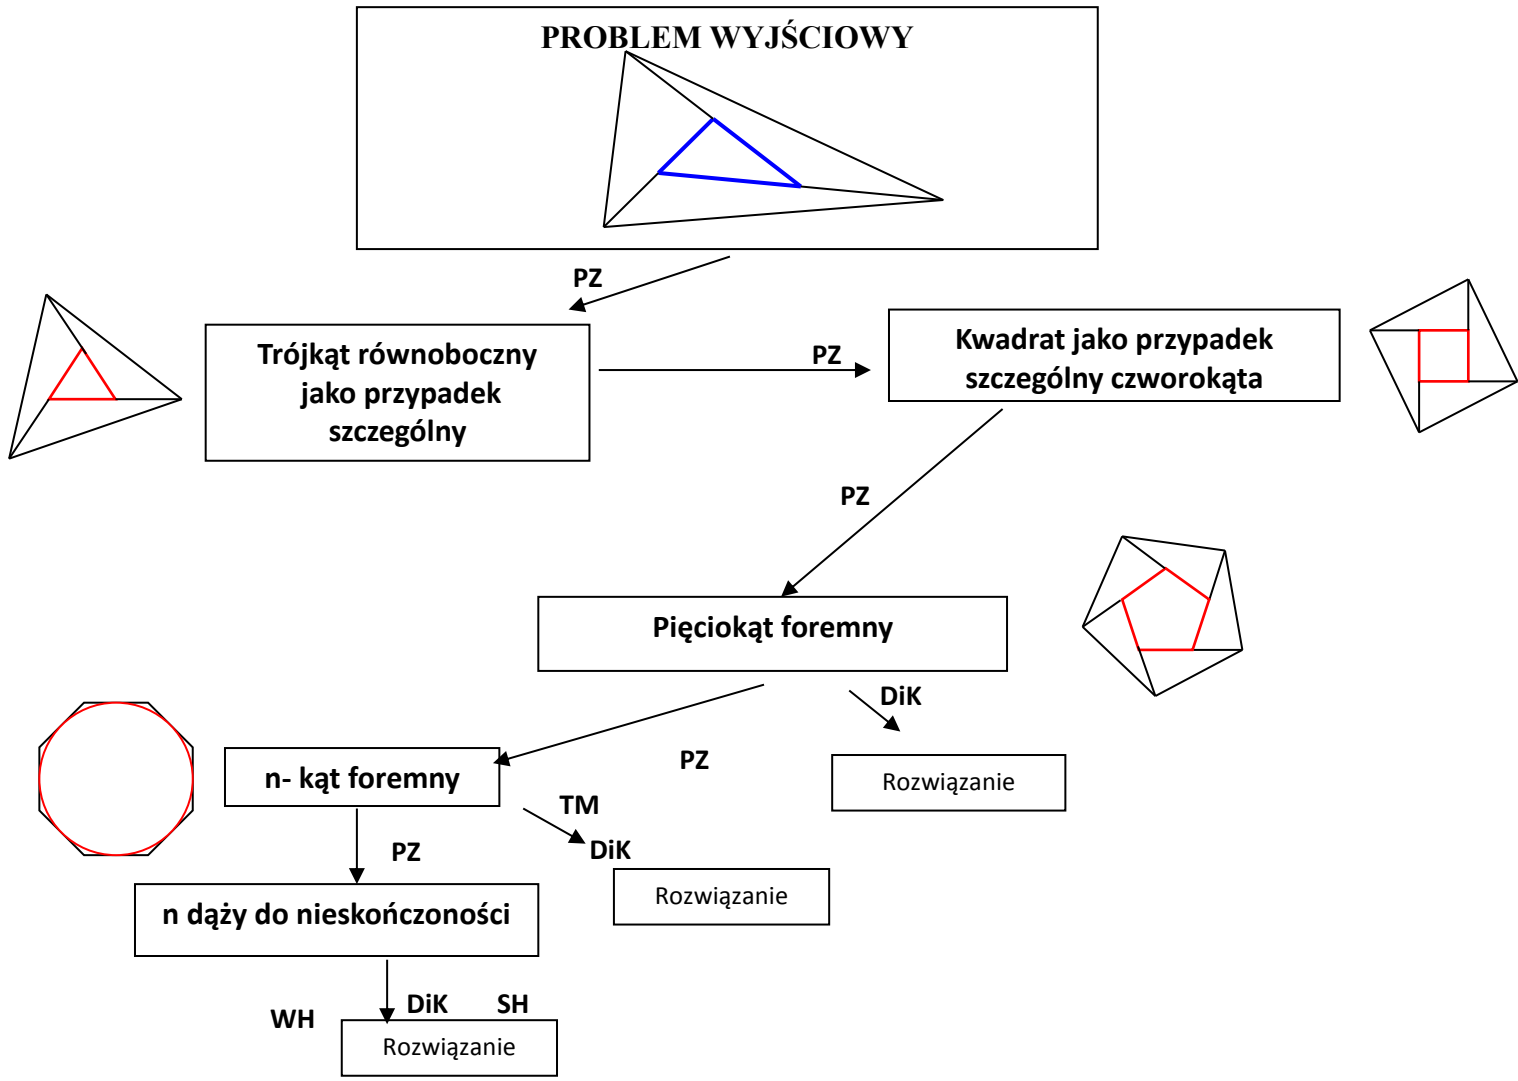 PROBLEM WYJŚCIOWY
PZ
Trójkąt równoboczny
jako przypadek
szczególny
PZ
Kwadrat jako przypadek
szczególny czworokąta
PZ
Pięciokąt foremny
DiK
PZ
Rozwiązanie
n- kąt foremny
TM
DiK
PZ
Rozwiązanie
n dąży do nieskończoności
WH
DiK
SH
Rozwiązanie